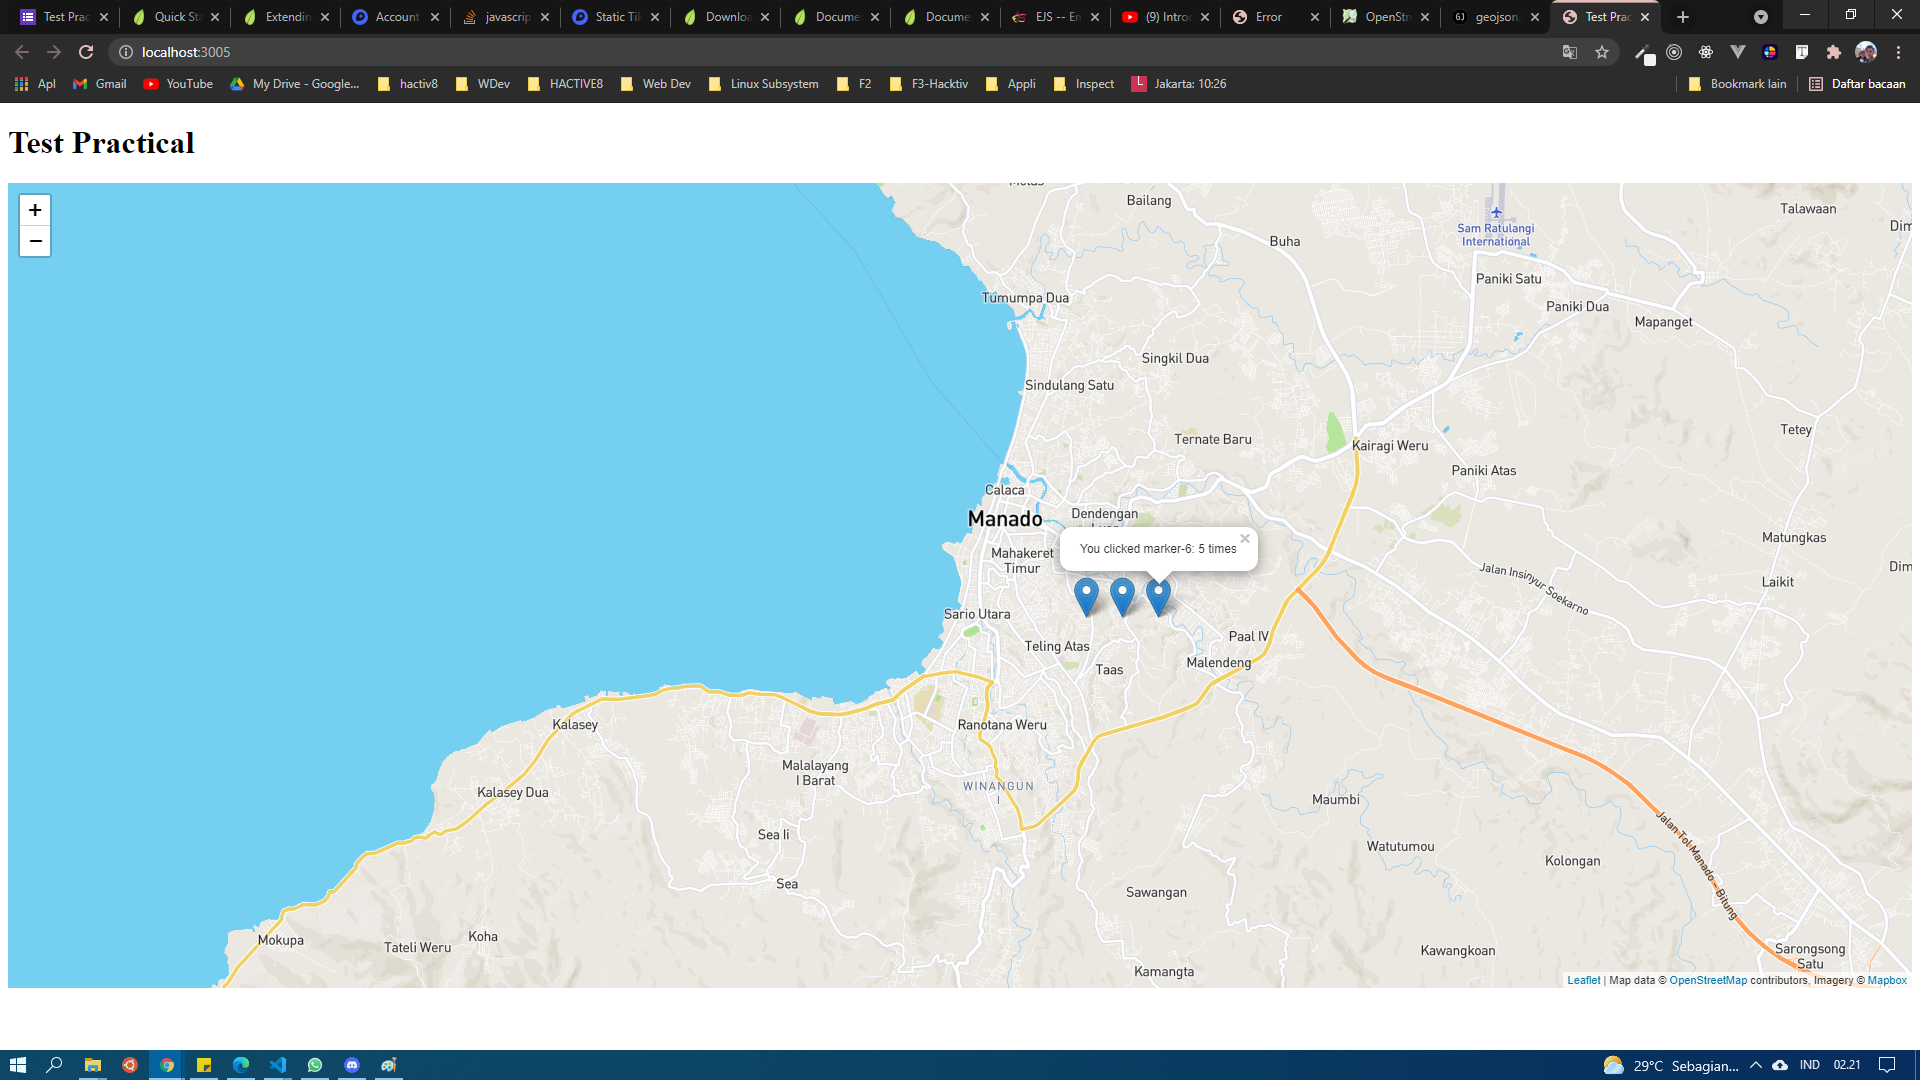 Test Prac
Quick Sta
Extendin
Account
javascrip
Static Til
Downloa
Docume
Docume
EJS -- Em
(9) Introd
Error
OpenStr
geojson.
Test Prac
localhost:3005
Apl
Gmail
YouTube
My Drive - Google...
hactiv8
WDev
HACTIVE8
Web Dev
Linux Subsystem
F2
F3-Hacktiv
Appli
Inspect
Jakarta: 10:26
Bookmark lain
Daftar bacaan
Test Practical
+
−
Bailang
Talawaan
Buha
Sam Ratulangi
International
Dim
Paniki Satu
Tumumpa Dua
Paniki Dua
Mapanget
Singkil Dua
Sindulang Satu
Tetey
Ternate Baru
Kairagi Weru
Paniki Atas
Calaca
Manado
Dendengan
Luar
Matungkas
You clicked marker-6: 5 times
×
Mahakeret
Timur
Jalan Insinyur Soekarno
Dim
Laikit
Sario Utara
Paal IV
Teling Atas
Malendeng
Taas
Kalasey
Ranotana Weru
Malalayang
I Barat
WINANGUN
I
Kalasey Dua
Maumbi
Jalan Tol Manado - Bitung
Sea Ii
Watutumou
Kolongan
Sea
Sawangan
Mokupa
Koha
Tateli Weru
Kawangkoan
Sarongsong
Satu
Kamangta
Leaflet | Map data © OpenStreetMap contributors, Imagery © Mapbox
29°C Sebagian...
IND
02.21